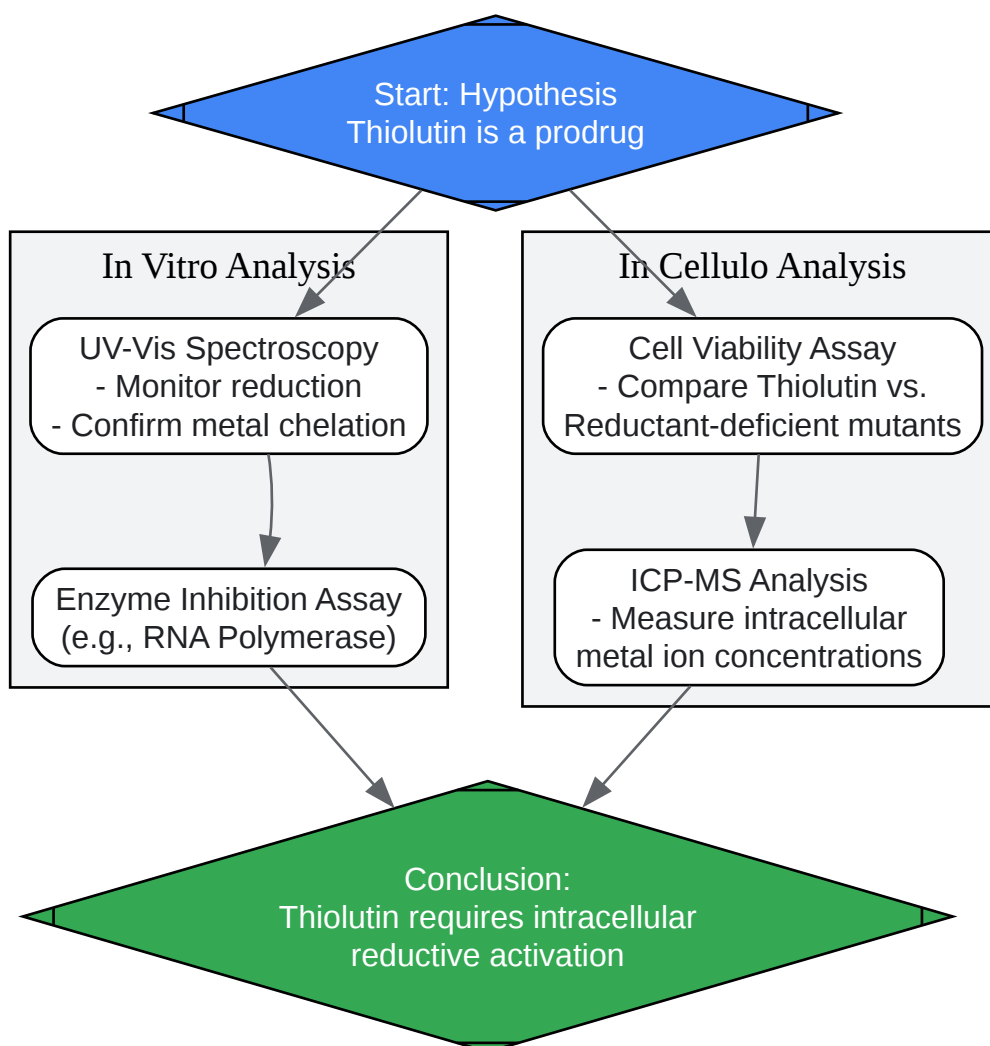 Start: Hypothesis
Thiolutin is a prodrug
In Vitro Analysis
UV-Vis Spectroscopy
- Monitor reduction
- Confirm metal chelation
Enzyme Inhibition Assay
(e.g., RNA Polymerase)
In Cellulo Analysis
Cell Viability Assay
- Compare Thiolutin vs.
Reductant-deficient mutants
ICP-MS Analysis
- Measure intracellular
metal ion concentrations
Conclusion:
Thiolutin requires intracellular
reductive activation